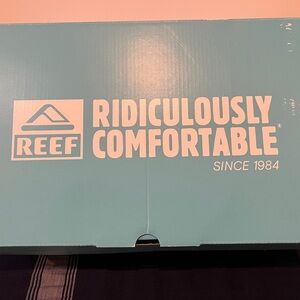 REEF
RIDICULOUSLY
COMFORTABLE®
SINCE 1984